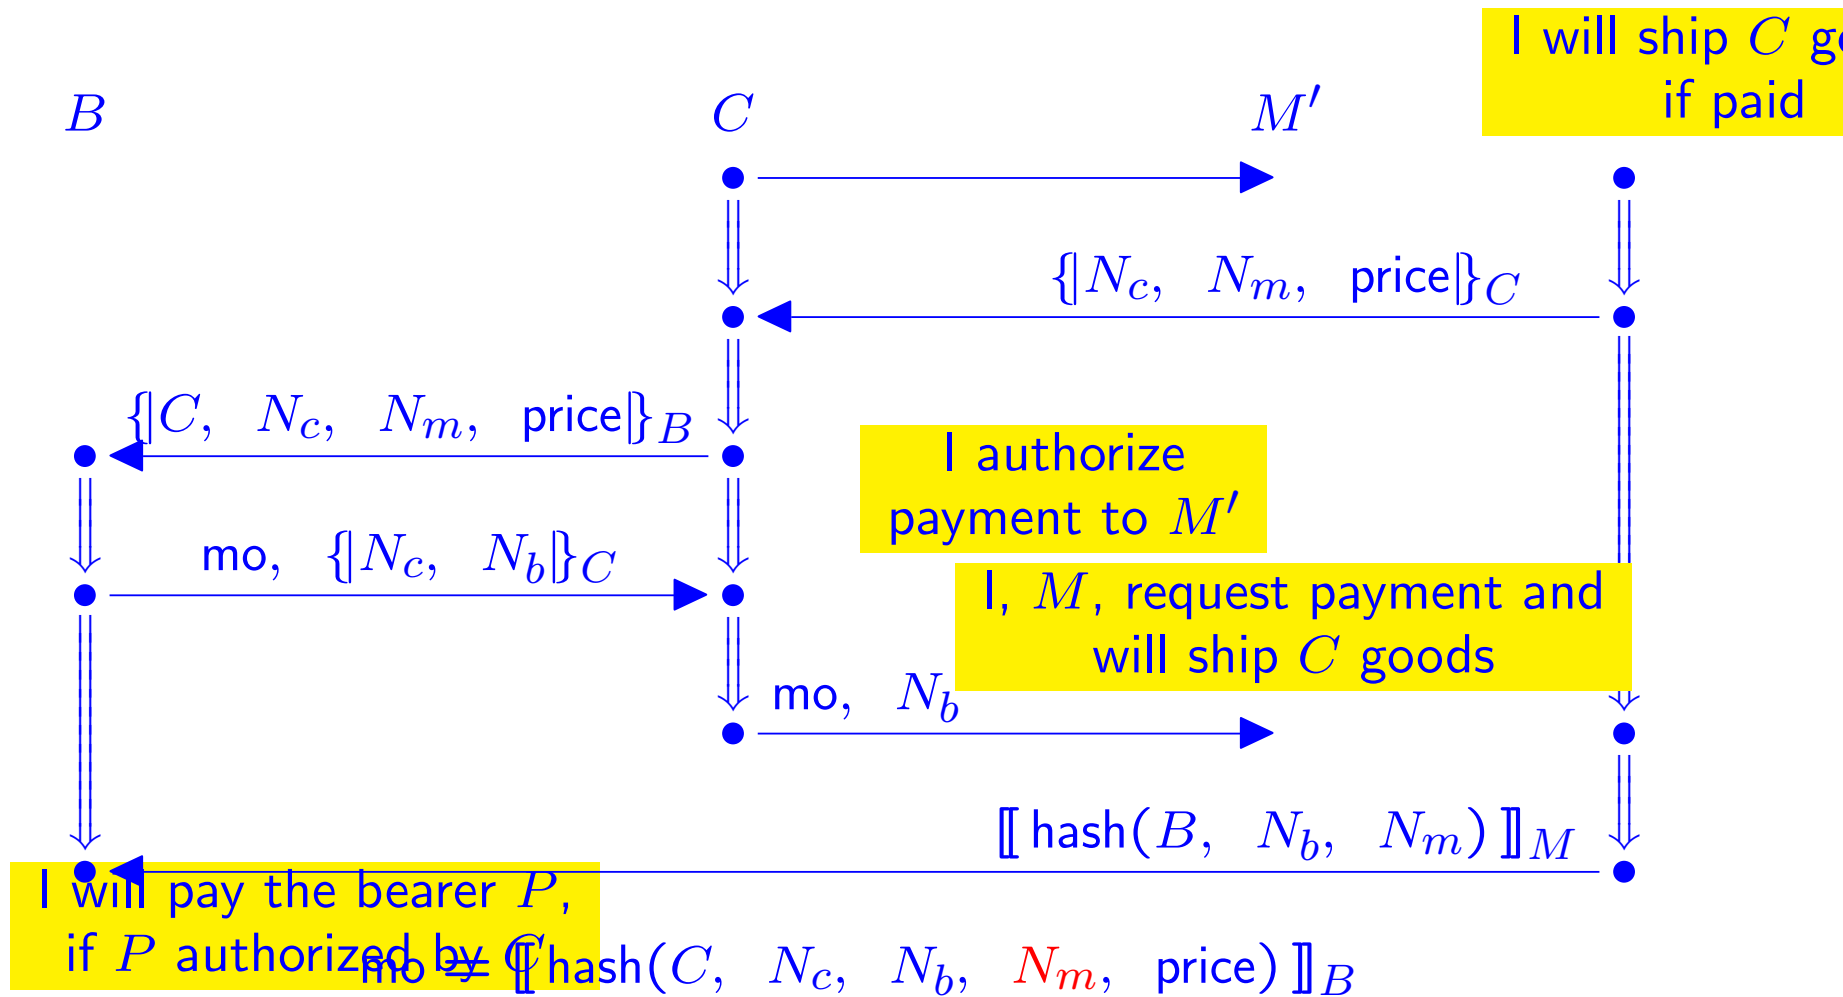 I will ship C
if paid
B C M′
{|N_c, N_m, price|}_C
{|C, N_c, N_m, price|}_B
I authorize
payment to M′
mo, {|N_c, N_b|}_C
I, M, request payment and
will ship C goods
mo, N_b
[[ hash(B, N_b, N_m) ]]_M
I will pay the bearer P,
if P authorized by C
mo = [[ hash(C, N_c, N_b, N_m, price) ]]_B